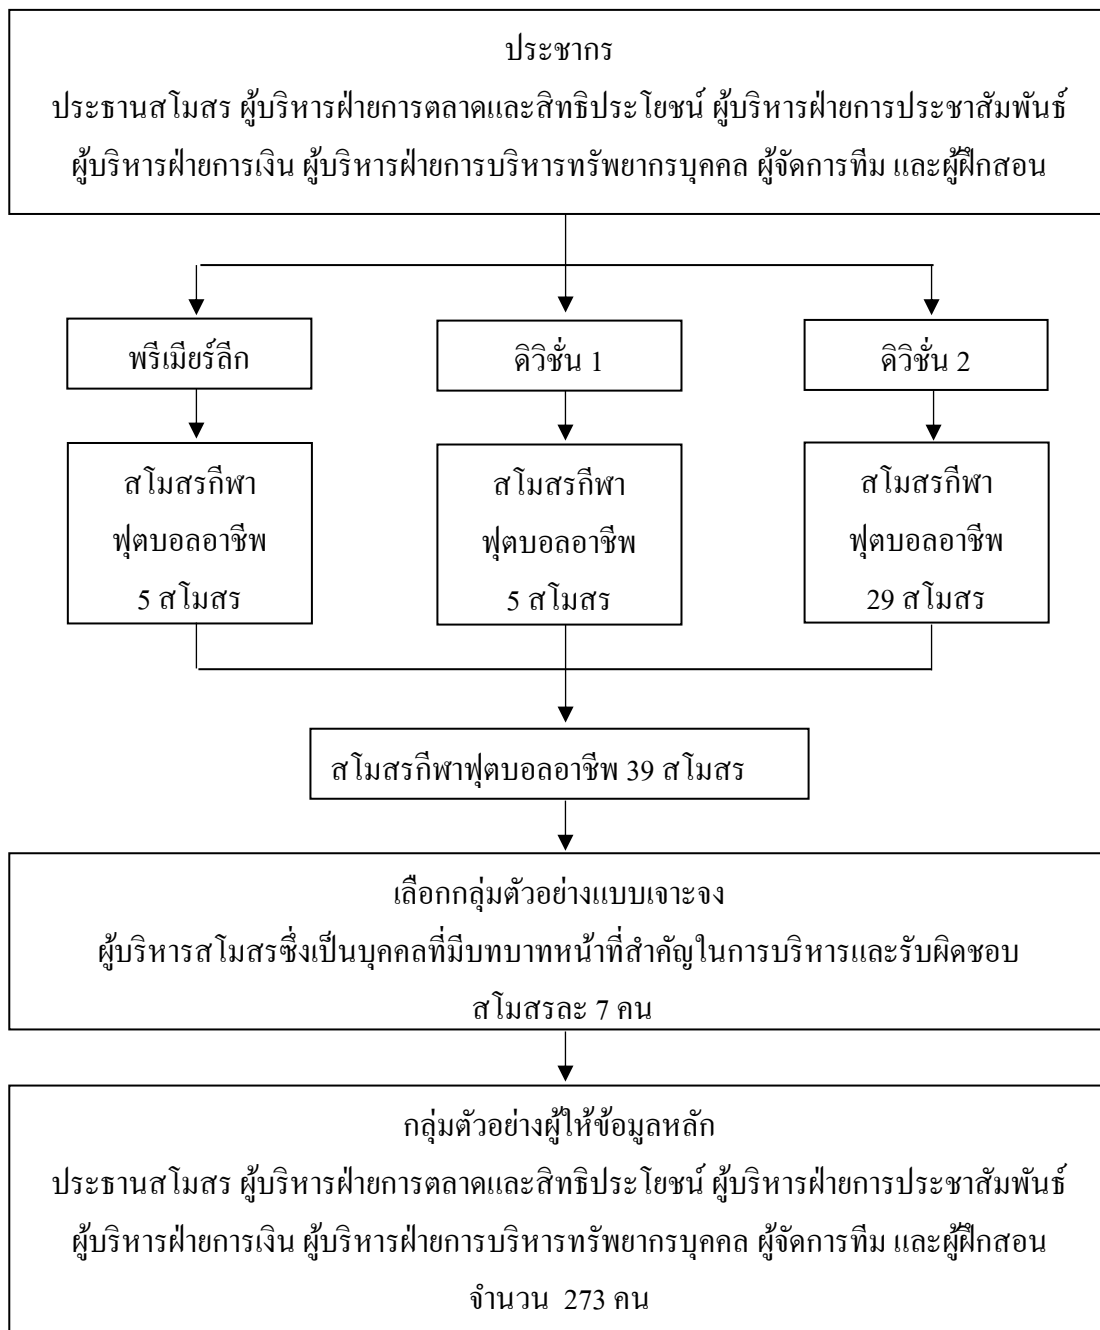 ประชากร
ประธานสโมสร ผู้บริหารฝ่ายการตลาดและสิทธิประโยชน์ ผู้บริหารฝ่ายการประชาสัมพันธ์
ผู้บริหารฝ่ายการเงิน ผู้บริหารฝ่ายการบริหารทรัพยากรบุคคล ผู้จัดการทีม และผู้ฝึกสอน
พรีเมียร์ลีก
ดิวิชั่น 1
ดิวิชั่น 2
สโมสรกีฬา
ฟุตบอลอาชีพ
5 สโมสร
สโมสรกีฬา
ฟุตบอลอาชีพ
5 สโมสร
สโมสรกีฬา
ฟุตบอลอาชีพ
29 สโมสร
สโมสรกีฬาฟุตบอลอาชีพ 39 สโมสร
เลือกกลุ่มตัวอย่างแบบเจาะจง
ผู้บริหารสโมสรซึ่งเป็นบุคคลที่มีบทบาทหน้าที่สำคัญในการบริหารและรับผิดชอบ
สโมสรละ 7 คน
กลุ่มตัวอย่างผู้ให้ข้อมูลหลัก
ประธานสโมสร ผู้บริหารฝ่ายการตลาดและสิทธิประโยชน์ ผู้บริหารฝ่ายการประชาสัมพันธ์
ผู้บริหารฝ่ายการเงิน ผู้บริหารฝ่ายการบริหารทรัพยากรบุคคล ผู้จัดการทีม และผู้ฝึกสอน
จำนวน 273 คน